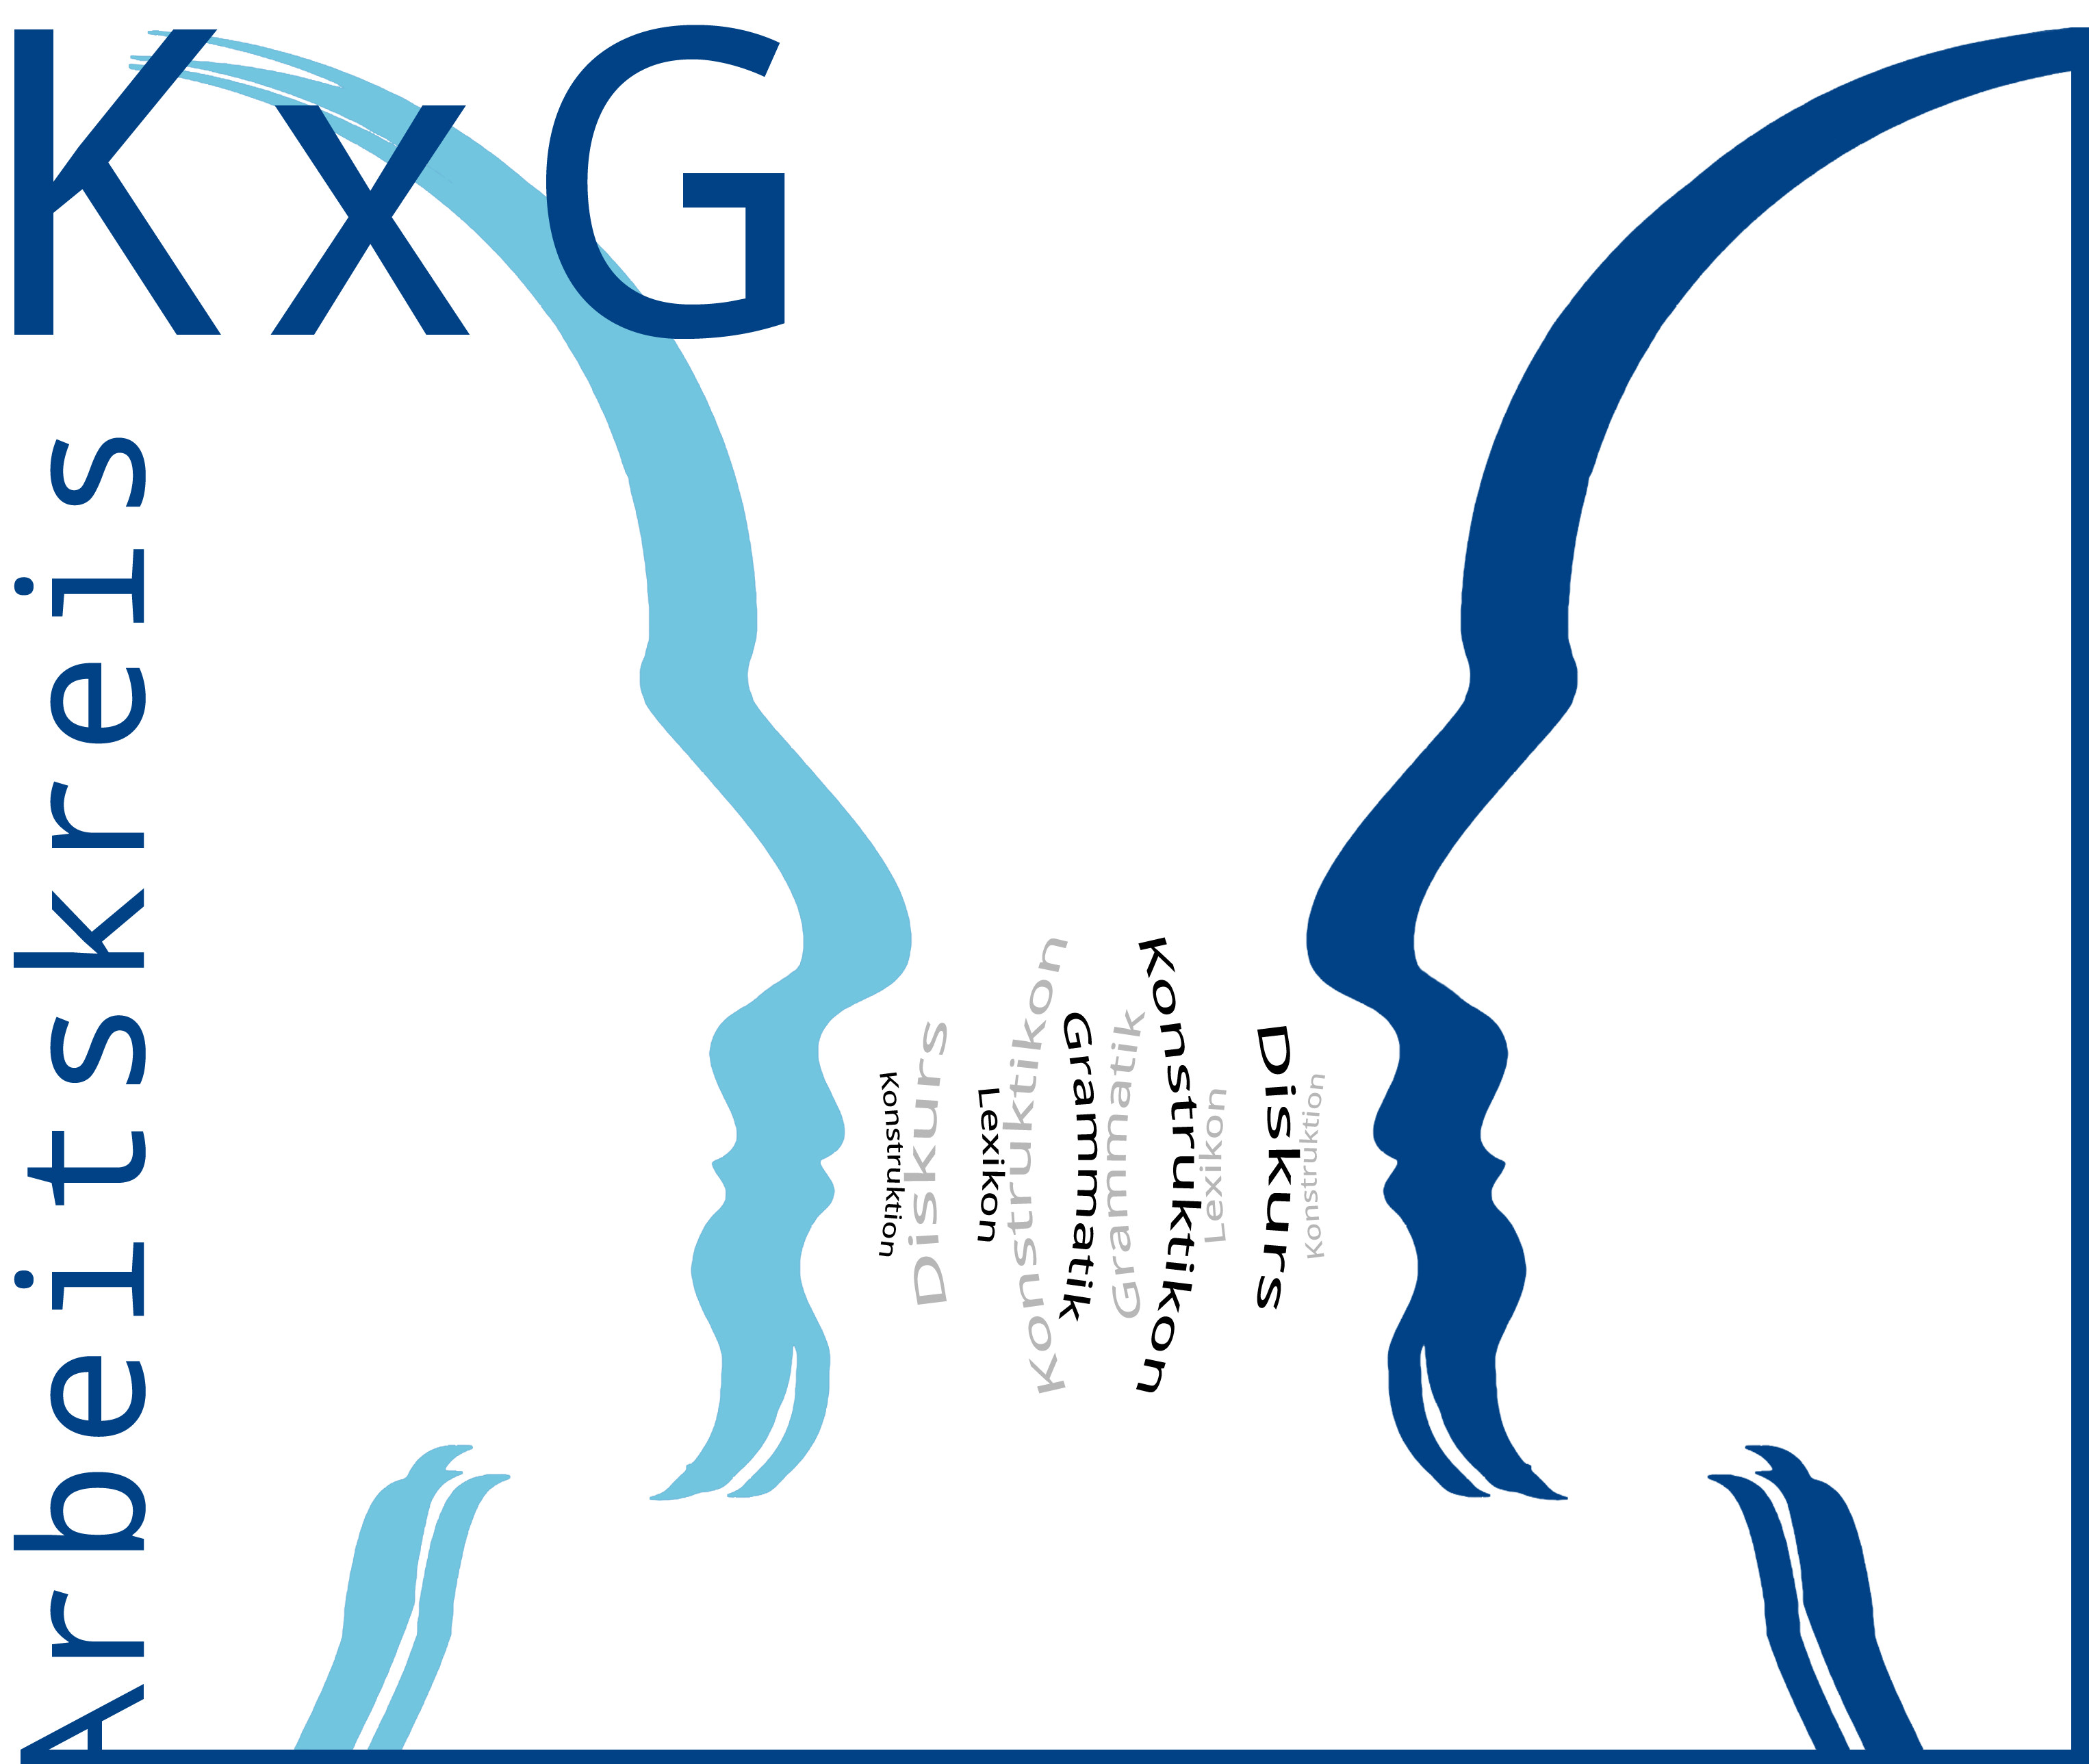 KxG
Arbeitskreis
Konstruktion
Diskurs
Lexikon
Konstruktikon
Grammatik
Grammatik
Konstruktikon
Lexikon
Diskurs
Konstruktion